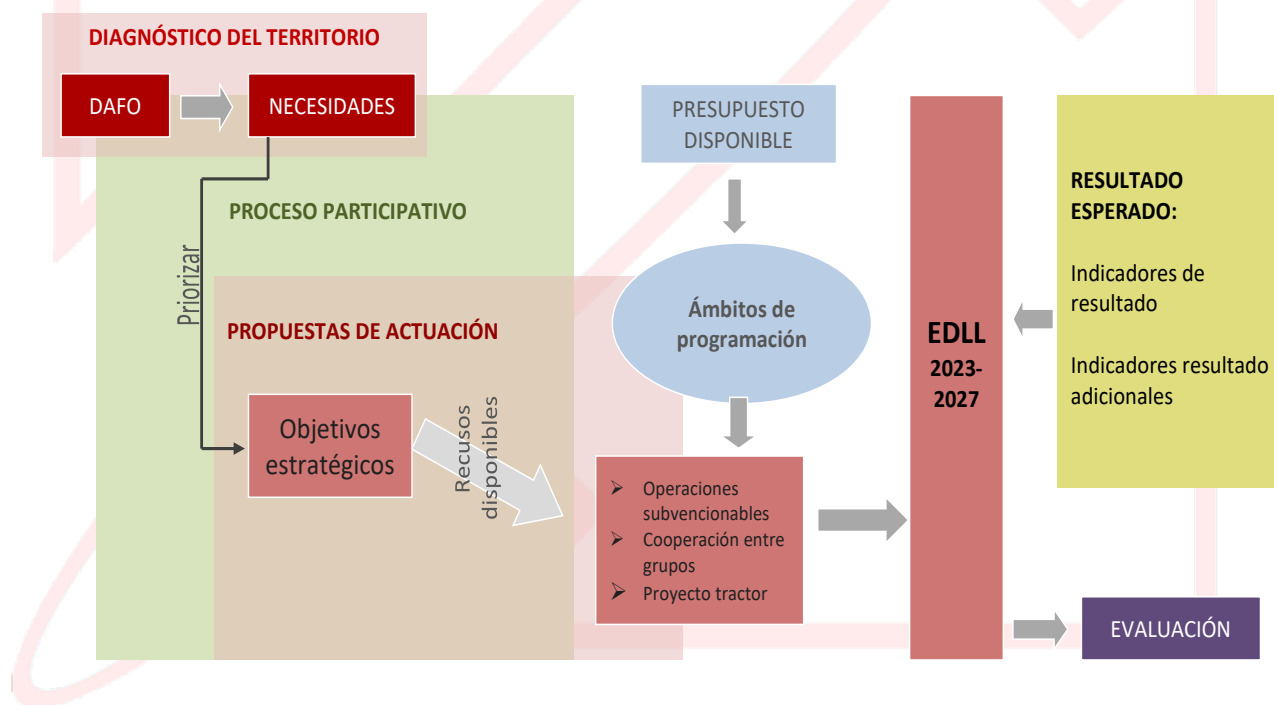 DIAGNÓSTICO DEL TERRITORIO
DAFO
NECESIDADES
PROCESO PARTICIPATIVO
Priorizar
PROPUESTAS DE ACTUACIÓN
Objetivos
estratégicos
Recusos
disponibles
PRESUPUESTO
DISPONIBLE
Ámbitos de
programación
Operaciones
subvencionables
Cooperación entre
grupos
Proyecto tractor
EDLL
2023-
2027
RESULTADO
ESPERADO:
Indicadores de
resultado
Indicadores resultado
adicionales
EVALUACIÓN